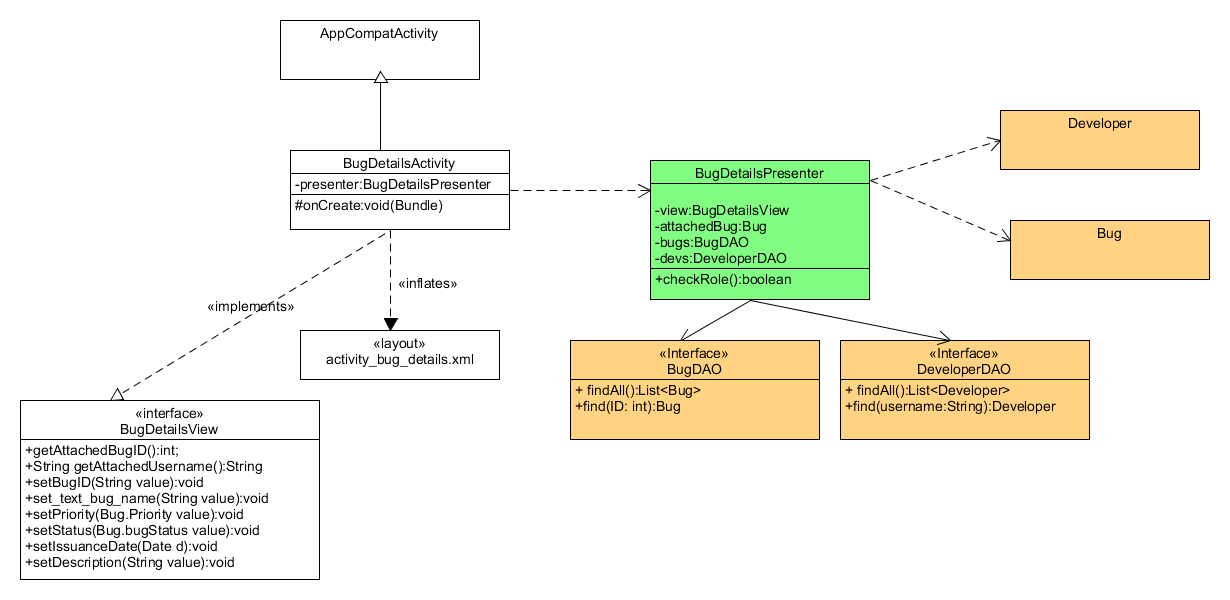 AppCompatActivity
BugDetailsActivity
-presenter:BugDetailsPresenter
#onCreate:void(Bundle)
«implements»
«inflates»
«layout»
activity_bug_details.xml
«interface»
BugDetailsView
+getAttachedBugID():int;
+String getAttachedUsername():String
+setBugID(String value):void
+set_text_bug_name(String value):void
+setPriority(Bug.Priority value):void
+setStatus(Bug.bugStatus value):void
+setIssuanceDate(Date d):void
+setDescription(String value):void
BugDetailsPresenter
-view:BugDetailsView
-attachedBug:Bug
-bugs:BugDAO
-devs:DeveloperDAO
+checkRole():boolean
Developer
Bug
«Interface»
BugDAO
+ findAll():List<Bug>
+find(ID: int):Bug
«Interface»
DeveloperDAO
+ findAll():List<Developer>
+find(username:String):Developer